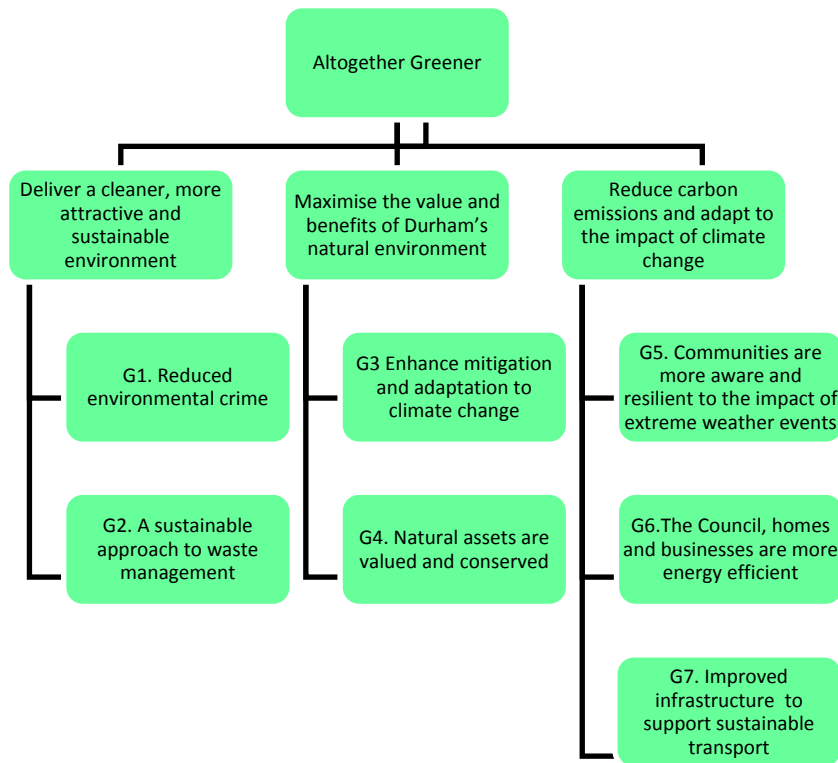 Altogether Greener
Deliver a cleaner, more
attractive and
sustainable
environment
Maximise the value and
benefits of Durham's
natural environment
Reduce carbon
emissions and adapt to
the impact of climate
change
G1. Reduced
environmental crime
G3 Enhance mitigation
and adaptation to
climate change
G5. Communities are
more aware and
resilient to the impact of
extreme weather events
G2. A sustainable
approach to waste
management
G4. Natural assets are
valued and conserved
G6.The Council, homes
and businesses are more
energy efficient
G7. Improved
infrastructure  to
support sustainable
transport